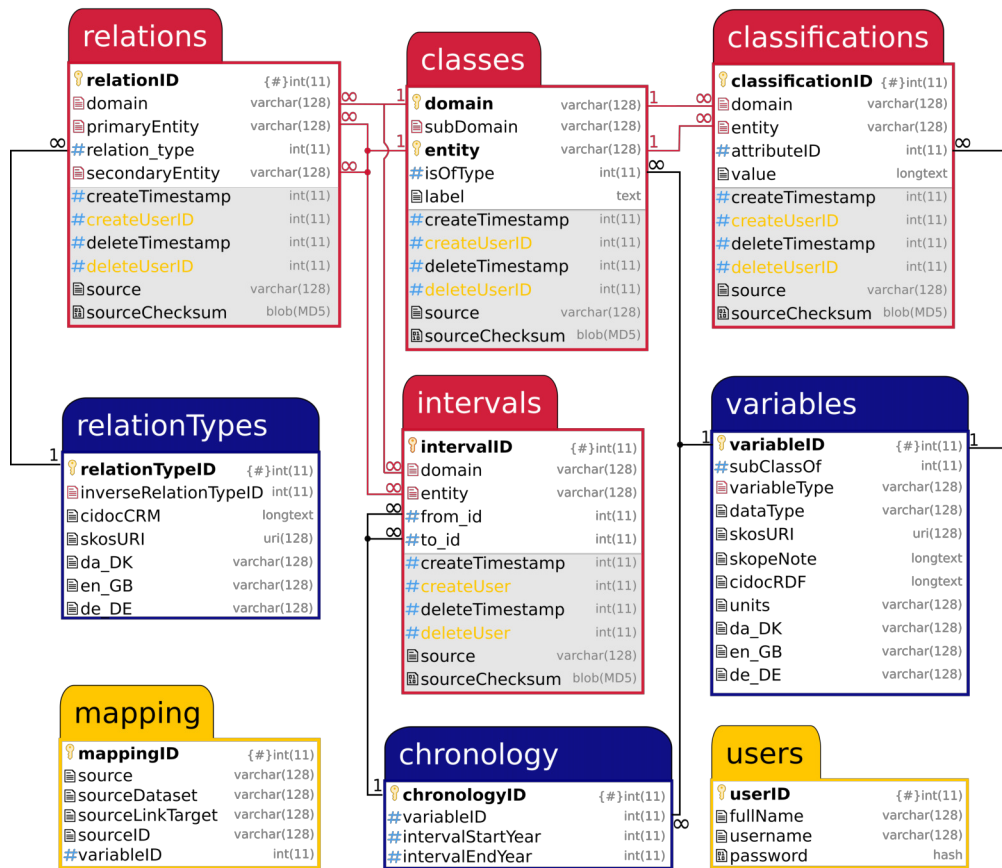 relations
relationID {#}int(11)
domain varchar(128)
primaryEntity varchar(128)
#relation_type int(11)
secondaryEntity varchar(128)
#createTimestamp int(11)
#createUserID int(11)
#deleteTimestamp int(11)
#deleteUserID int(11)
source varchar(128)
sourceChecksum blob(MD5)
∞
∞
∞
∞
1
1
classes
domain varchar(128)
subDomain varchar(128)
entity varchar(128)
#isOfType int(11)
label text
#createTimestamp int(11)
#createUserID int(11)
#deleteTimestamp int(11)
#deleteUserID int(11)
source varchar(128)
sourceChecksum blob(MD5)
1
1
∞
∞
∞
classifications
classificationID {#}int(11)
domain varchar(128)
entity varchar(128)
#attributeID int(11)
value longtext
#createTimestamp int(11)
#createUserID int(11)
#deleteTimestamp int(11)
#deleteUserID int(11)
source varchar(128)
sourceChecksum blob(MD5)
∞
relationTypes
1
relationTypeID {#}int(11)
inverseRelationTypeID int(11)
cidocCRM longtext
skosURI uri(128)
da_DK varchar(128)
en_GB varchar(128)
de_DE varchar(128)
intervals
intervalID {#}int(11)
domain varchar(128)
entity varchar(128)
#from_id int(11)
#to_id int(11)
#createTimestamp int(11)
#createUser int(11)
#deleteTimestamp int(11)
#deleteUser int(11)
source varchar(128)
sourceChecksum blob(MD5)
∞
∞
∞
∞
variables
1
1
variableID {#}int(11)
#subClassOf int(11)
variableType varchar(128)
dataType varchar(128)
skosURI uri(128)
skopeNote longtext
cidocRDF longtext
units varchar(128)
da_DK varchar(128)
en_GB varchar(128)
de_DE varchar(128)
mapping
mappingID {#}int(11)
source varchar(128)
sourceDataset varchar(128)
sourceLinkTarget varchar(128)
sourceID varchar(128)
#variableID int(11)
chronology
1
chronologyID {#}int(11)
#variableID int(11)
#intervalStartYear int(11)
#intervalEndYear int(11)
∞
users
userID {#}int(11)
fullName varchar(128)
username varchar(128)
password hash